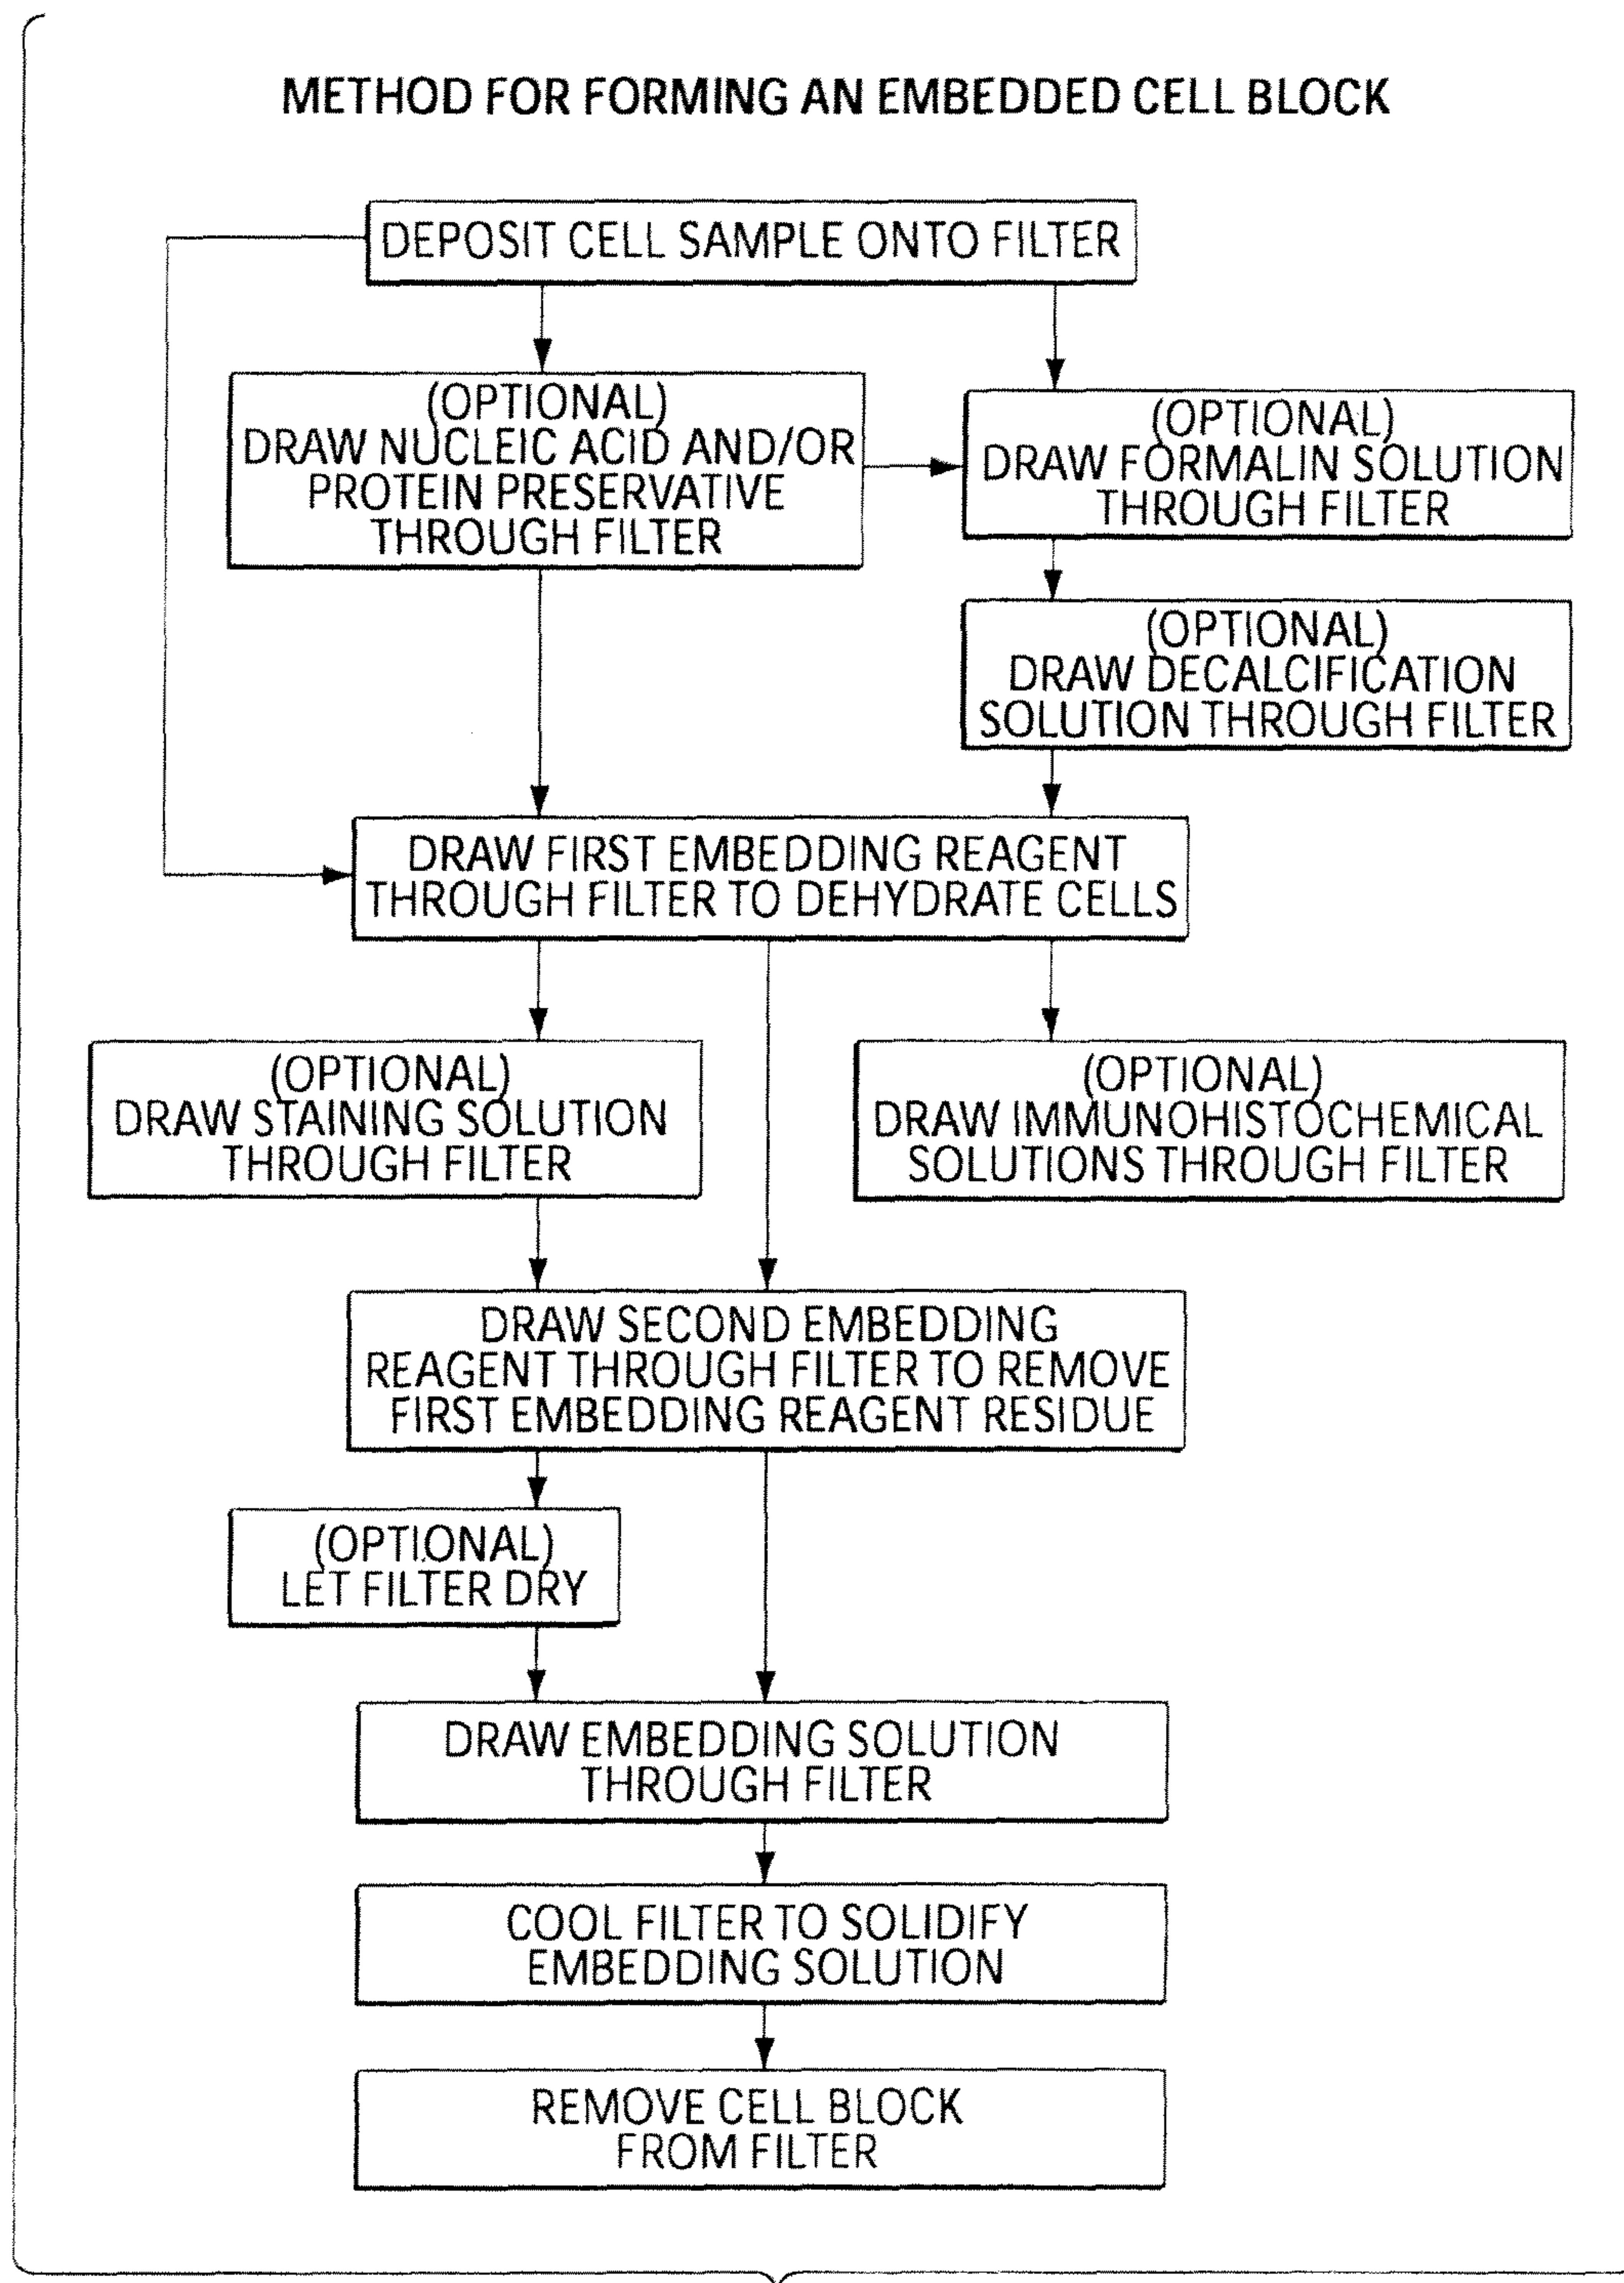 METHOD FOR FORMING AN EMBEDDED CELL BLOCK
DEPOSIT CELL SAMPLE ONTO FILTER
(OPTIONAL)
DRAW NUCLEIC ACID AND/OR
PROTEIN PRESERVATIVE
THROUGH FILTER
(OPTIONAL)
DRAW FORMALIN SOLUTION
THROUGH FILTER
(OPTIONAL)
DRAW DECALCIFICATION
SOLUTION THROUGH FILTER
DRAW FIRST EMBEDDING REAGENT
THROUGH FILTER TO DEHYDRATE CELLS
(OPTIONAL)
DRAW STAINING SOLUTION
THROUGH FILTER
(OPTIONAL)
DRAW IMMUNOHISTOCHEMICAL
SOLUTIONS THROUGH FILTER
DRAW SECOND EMBEDDING
REAGENT THROUGH FILTER TO REMOVE
FIRST EMBEDDING REAGENT RESIDUE
(OPTIONAL)
LET FILTER DRY
DRAW EMBEDDING SOLUTION
THROUGH FILTER
COOL FILTER TO SOLIDIFY
EMBEDDING SOLUTION
REMOVE CELL BLOCK
FROM FILTER